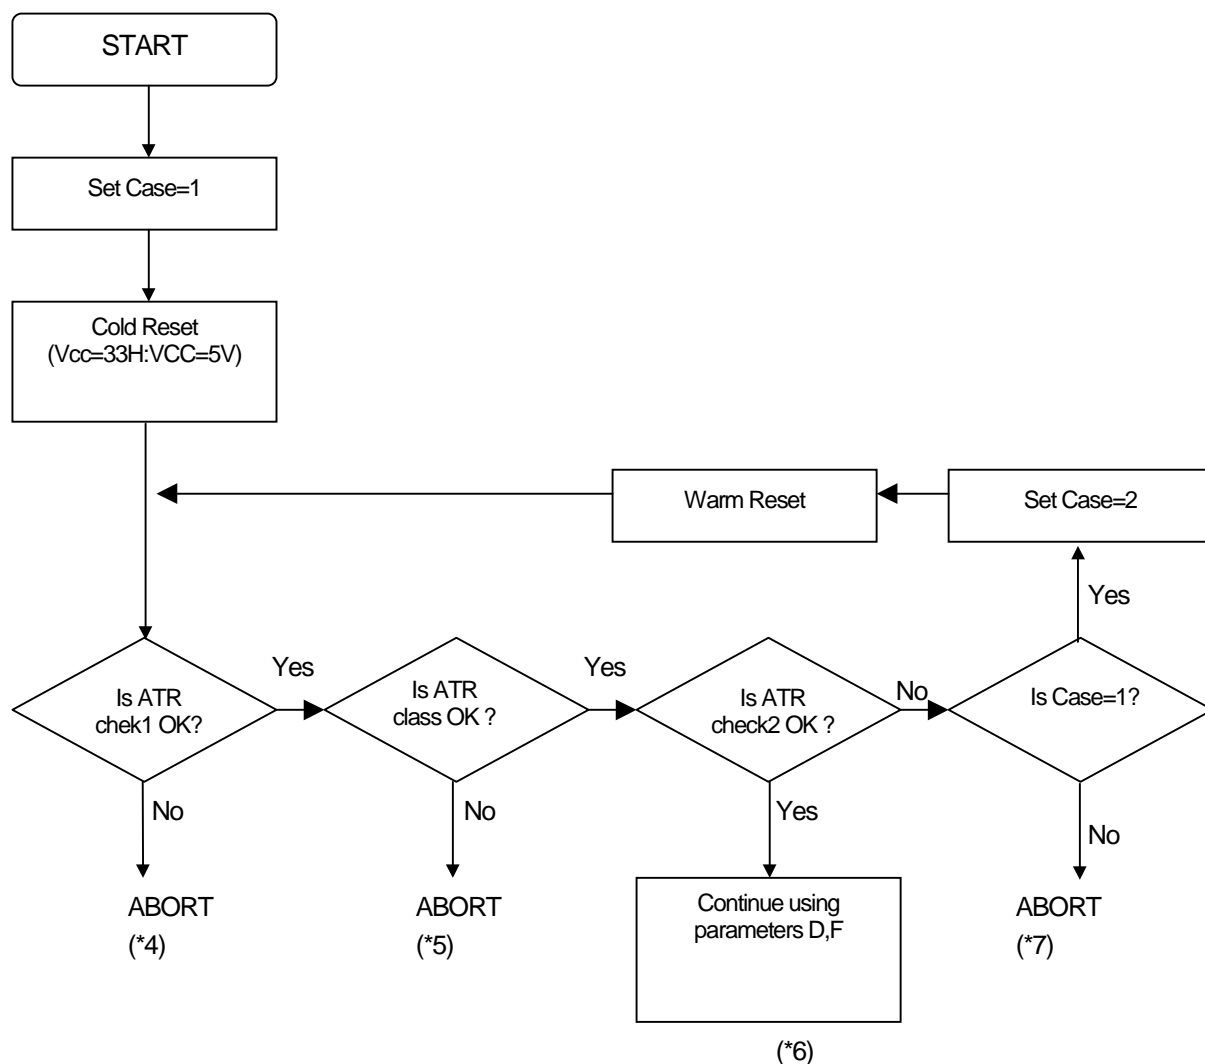 START
Set Case=1
Cold Reset
(Vcc=33H:VCC=5V)
Warm Reset
Set Case=2
Yes
Is ATR
chek1 OK?
Yes
Is ATR
class OK ?
Yes
Is ATR
check2 OK ?
No
Is Case=1?
No
No
Yes
No
ABORT
(*4)
ABORT
(*5)
Continue using
parameters D,F
(*6)
ABORT
(*7)